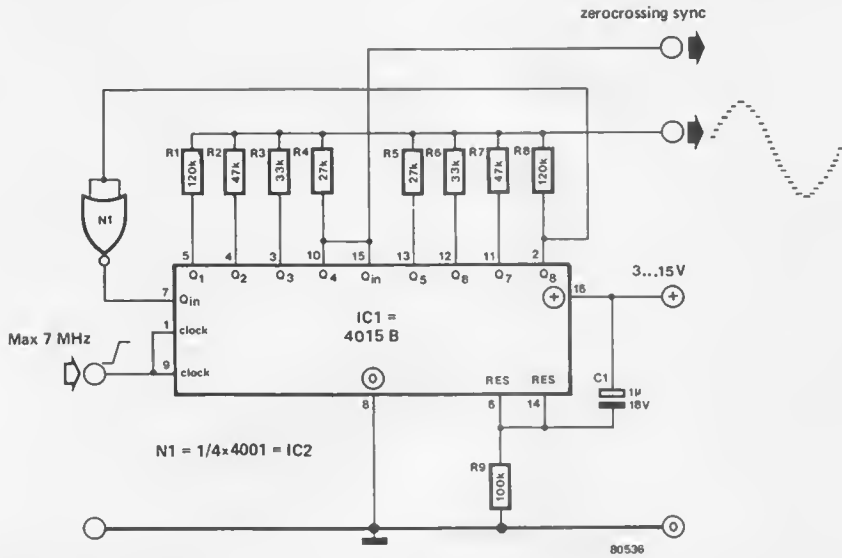 zerocrossing sync
R1 R2 R3 R4 R5 R6 R7 R8
120k 47k 33k 27k 27k 33k 47k 120k
N1
5 4 3 10 15 13 12 11 2
Q1 Q2 Q3 Q4 Qin Q5 Q6 Q7 Q8
3...15 V
7
Qin
+ 16 +
IC1 =
4015 B
1
clock
Max 7 MHz
9
clock
0
RES RES
C1
1µ
16V
8
6 14
N1 = 1/4x4001 = IC2
R9
100k
0
80536